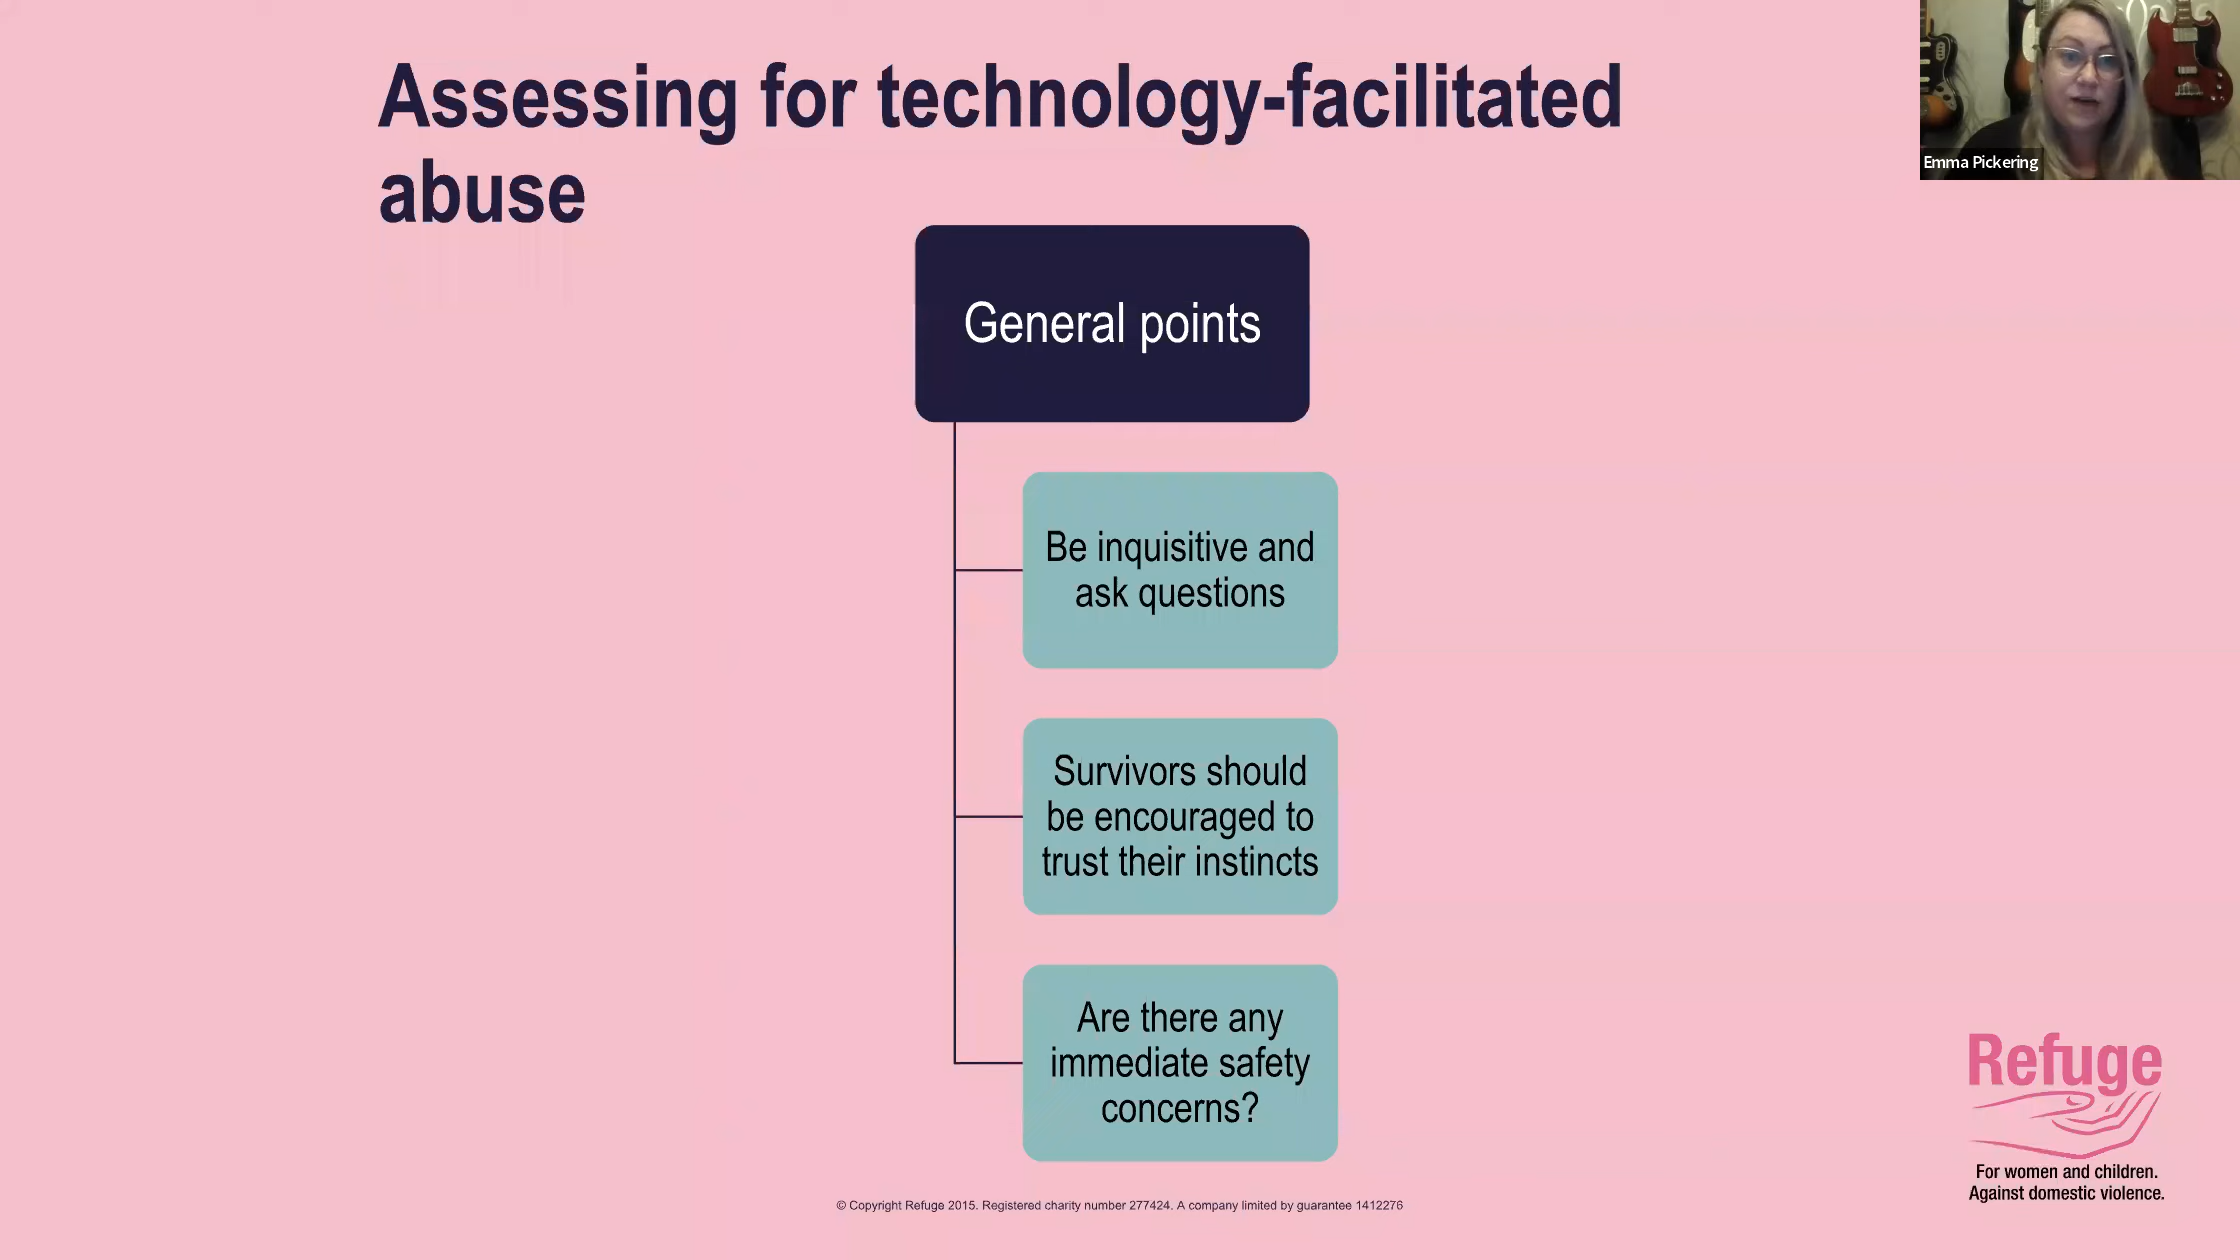 Assessing for technology-facilitated
abuse
Emma Pickering
General points
Be inquisitive and
ask questions
Survivors should
be encouraged to
trust their instincts
Are there any
immediate safety
concerns?
Refuge
For women and children.
Against domestic violence.
© Copyright Refuge 2015. Registered charity number 277424. A company limited by guarantee 1412276